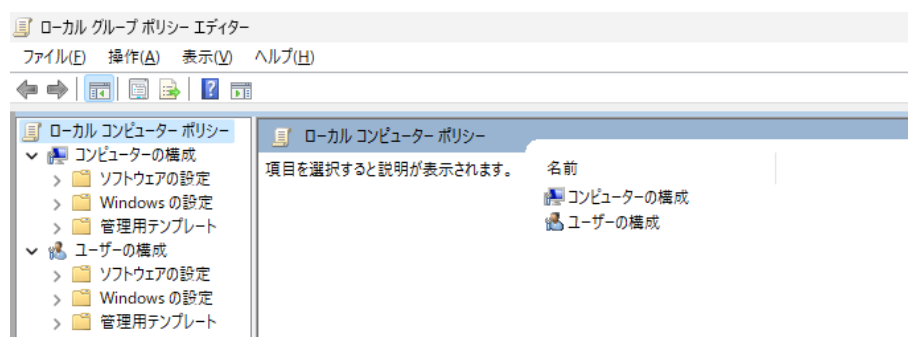 ローカル グループ ポリシー エディター
ファイル(F) 操作(A) 表示(V) ヘルプ(H)
ローカル コンピューター ポリシー
コンピューターの構成
ソフトウェアの設定
Windows の設定
管理用テンプレート
ユーザーの構成
ソフトウェアの設定
Windows の設定
管理用テンプレート
ローカル コンピューター ポリシー
項目を選択すると説明が表示されます。
名前
コンピューターの構成
ユーザーの構成